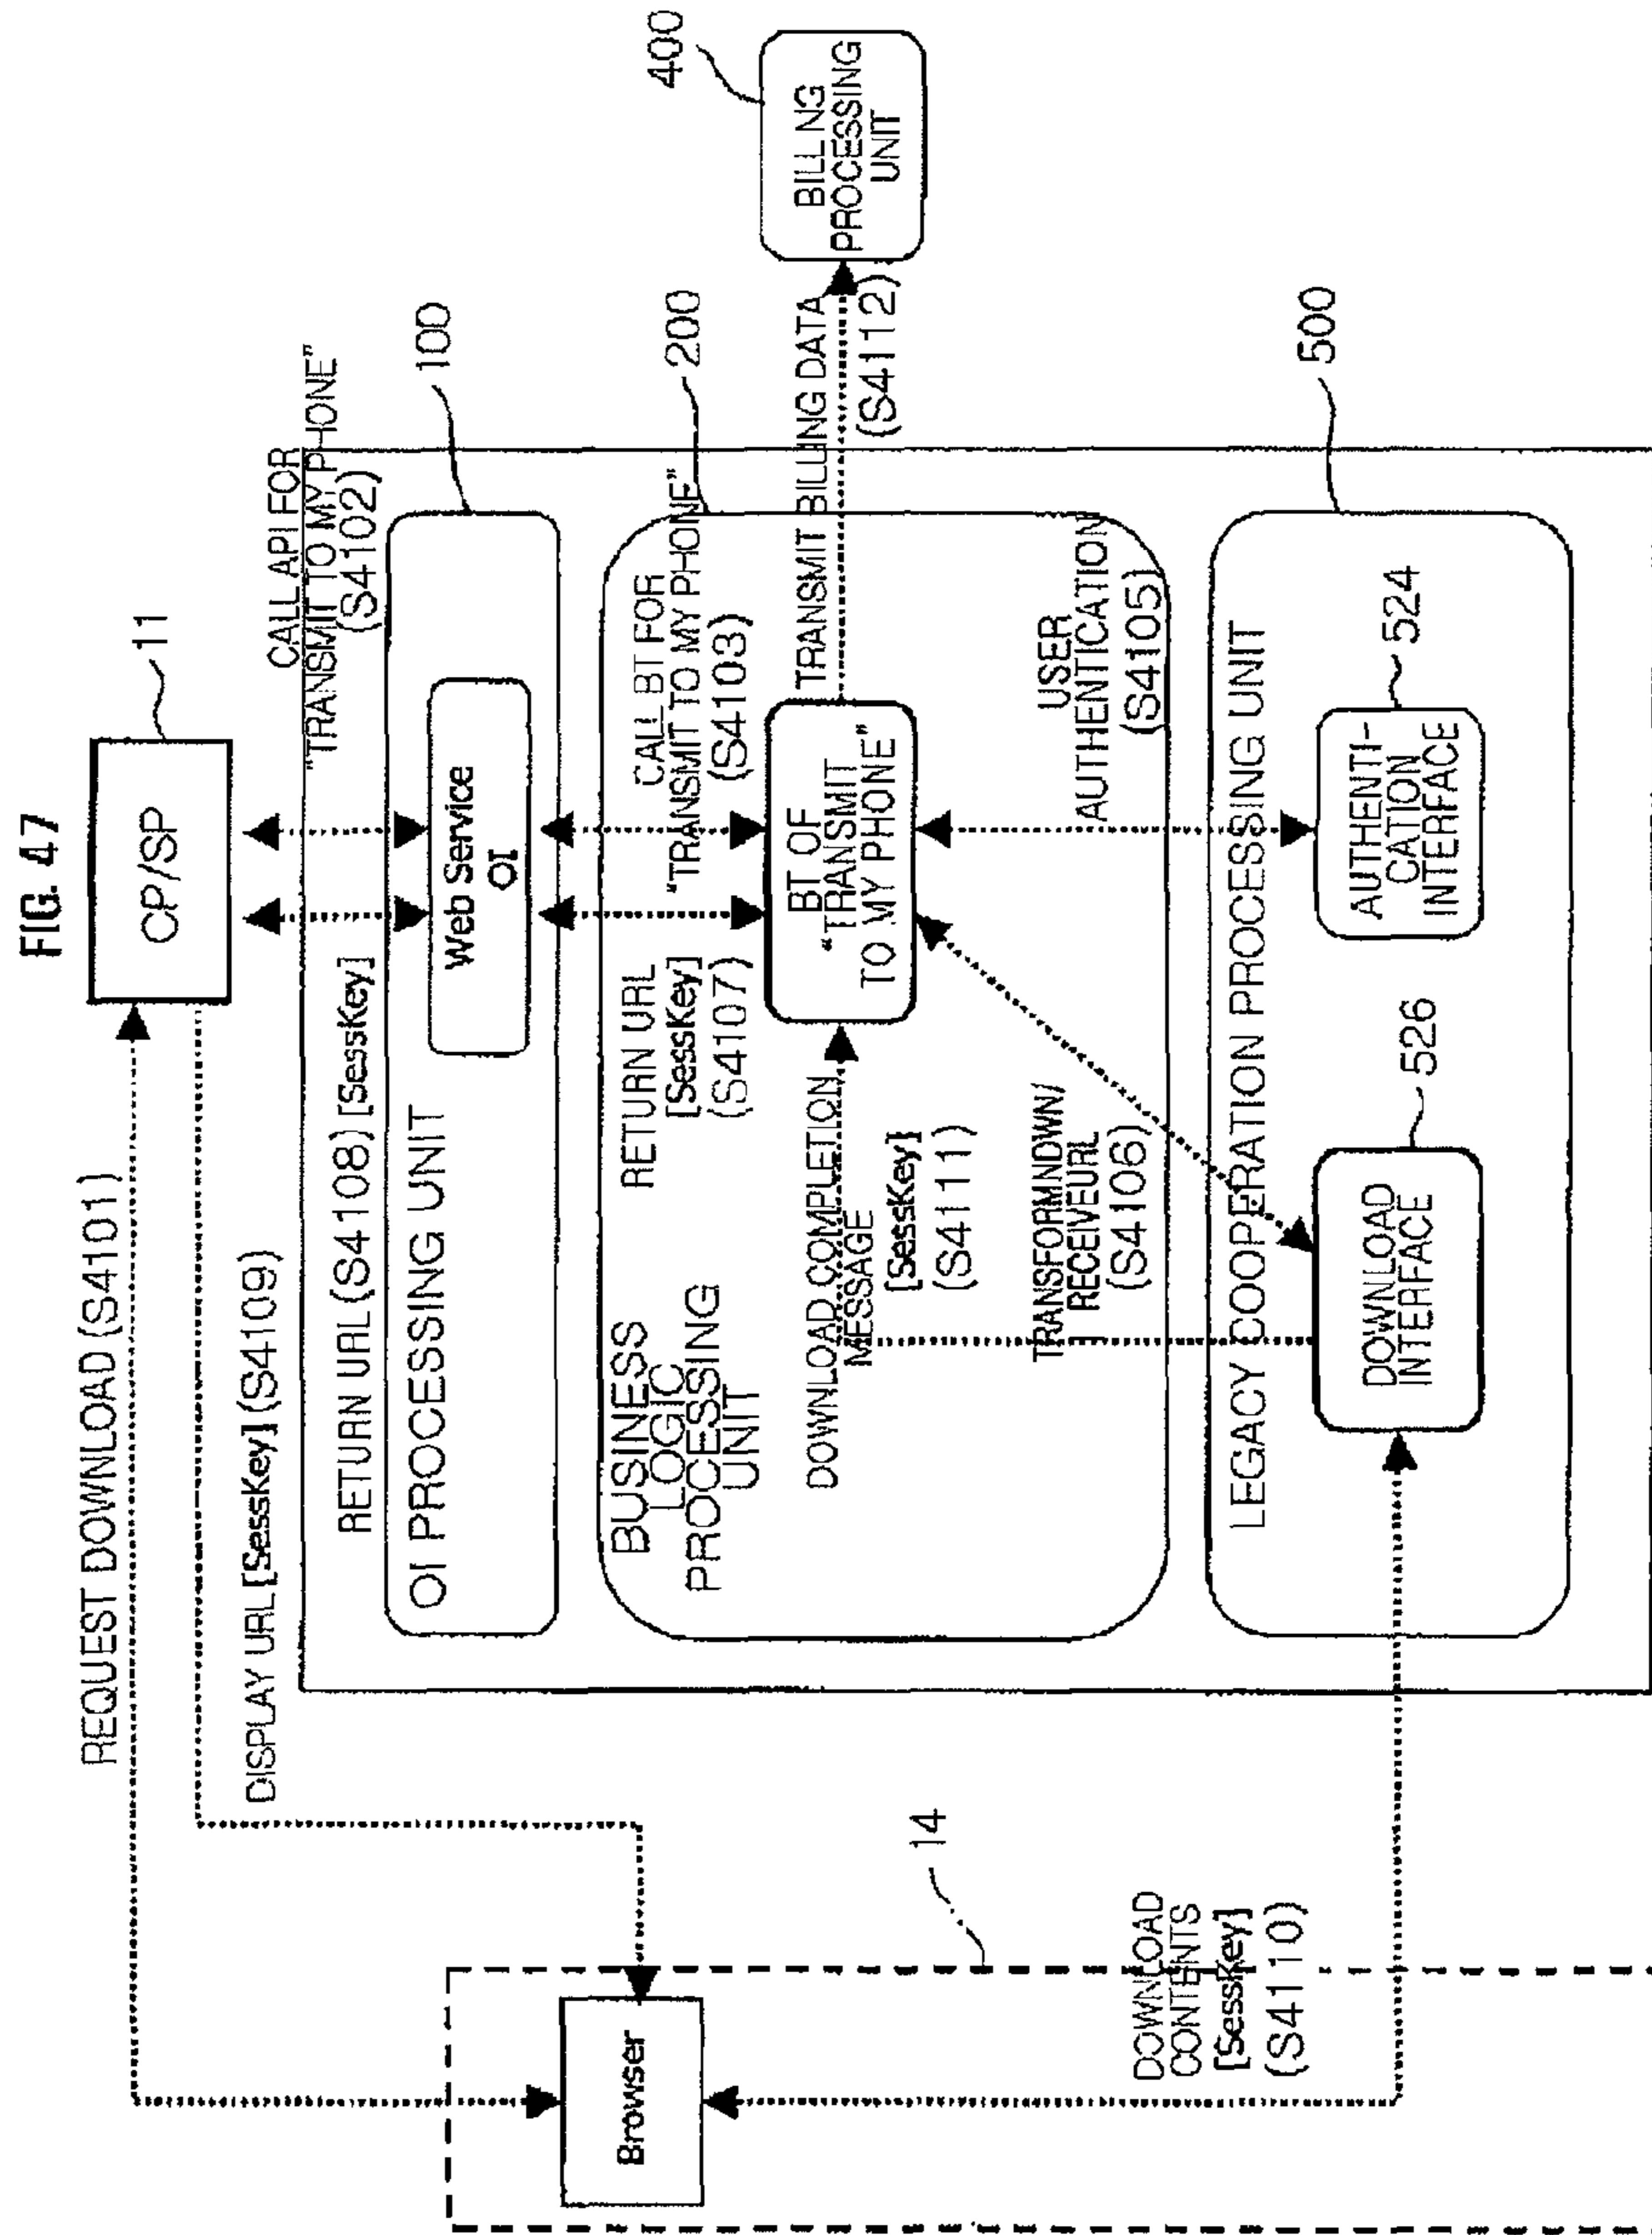 FIG. 47
REQUEST DOWNLOAD (S4101)
DISPLAY URL [SessKey] (S4109)
CP/SP
11
CALL API FOR
“TRANSMIT TO MY PHONE”
(S4102)
RETURN URL (S4108) [SessKey]
OI PROCESSING UNIT
Web Service
OI
100
BUSINESS
LOGIC
PROCESSING
UNIT
RETURN URL
[SessKey]
(S4107)
CALL BT FOR
“TRANSMIT TO MY PHONE”
(S4103)
200
BT OF
“TRANSMIT
TO MY PHONE”
TRANSMIT BILLING DATA
(S4112)
BILLNG
PROCESSING
UNIT
400
DOWNLOAD COMPLETION
MESSAGE
[SessKey]
(S4111)
TRANSFORMNDWN/
RECEIVEURL
(S4106)
USER
AUTHENTICATION
(S4105)
LEGACY COOPERATION PROCESSING UNIT
500
DOWNLOAD
INTERFACE
526
AUTHENTI-
CATION
INTERFACE
524
Browser
14
DOWNLOAD
CONTENTS
[SessKey]
(S4110)